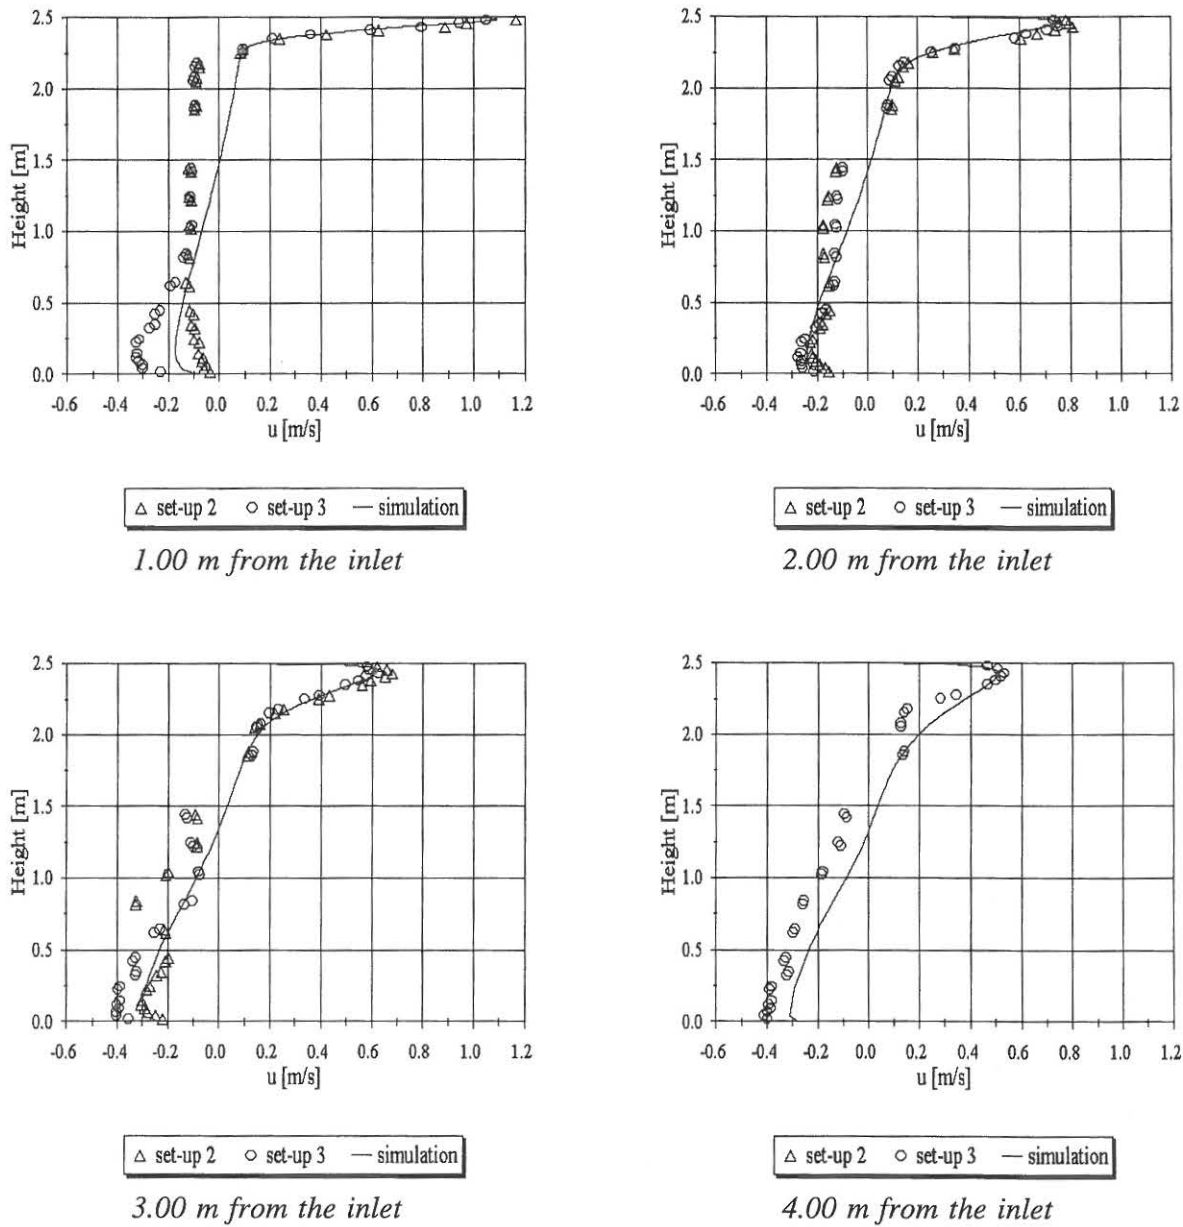 2.5
2.0
1.5
1.0
0.5
0.0
Height [m]
-0.6 -0.4 -0.2 0.0 0.2 0.4 0.6 0.8 1.0 1.2
u [m/s]
set-up 2 set-up 3 simulation
1.00 m from the inlet
2.5
2.0
1.5
1.0
0.5
0.0
Height [m]
-0.6 -0.4 -0.2 0.0 0.2 0.4 0.6 0.8 1.0 1.2
u [m/s]
set-up 2 set-up 3 simulation
2.00 m from the inlet
2.5
2.0
1.5
1.0
0.5
0.0
Height [m]
-0.6 -0.4 -0.2 0.0 0.2 0.4 0.6 0.8 1.0 1.2
u [m/s]
set-up 2 set-up 3 simulation
3.00 m from the inlet
2.5
2.0
1.5
1.0
0.5
0.0
Height [m]
-0.6 -0.4 -0.2 0.0 0.2 0.4 0.6 0.8 1.0 1.2
u [m/s]
set-up 2 set-up 3 simulation
4.00 m from the inlet